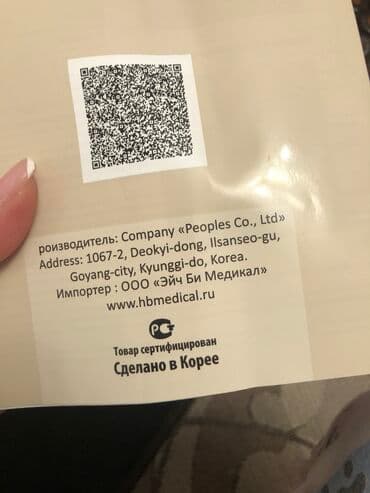 роизводитель: Company «Peoples Co., Ltd»
Address: 1067-2, Deokyi-dong, Ilsanseo-gu,
Goyang-city, Kyunggi-do, Korea.
Импортер : ООО «Эйч Би Медикал»
www.hbmedical.ru
Товар сертифицирован
Сделано в Корее